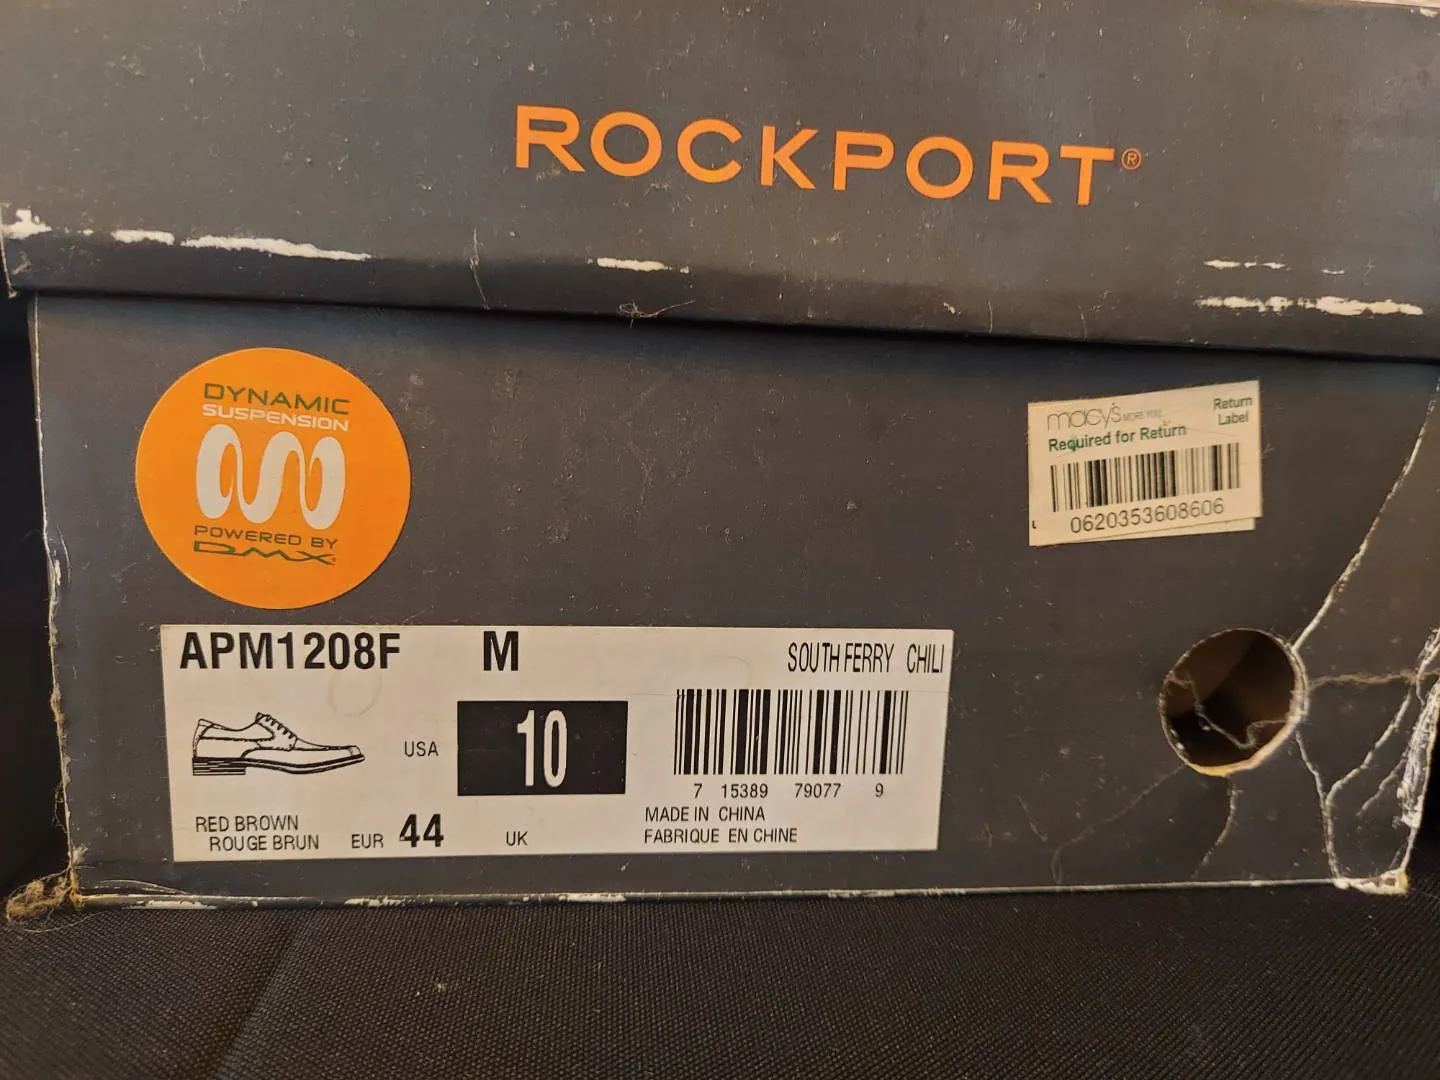 ROCKPORT®
DYNAMIC
SUSPENSION
POWERED BY
DMX
macy's
Return
Label
Required for Return
0620353608606
APM1208F M SOUTH FERRY CHILI
USA 10
7 15389 79077 9
RED BROWN
ROUGE BRUN EUR 44 UK
MADE IN CHINA
FABRIQUE EN CHINE